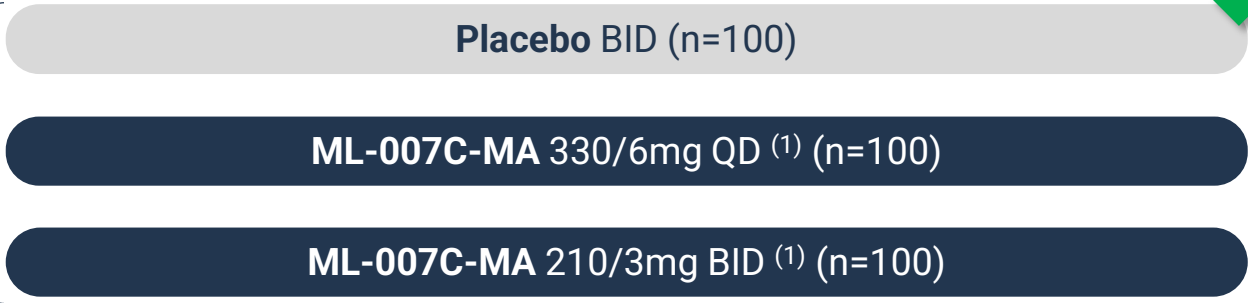 Placebo BID (n=100)
ML-007C-MA 330/6mg QD (1) (n=100)
ML-007C-MA 210/3mg BID (1) (n=100)